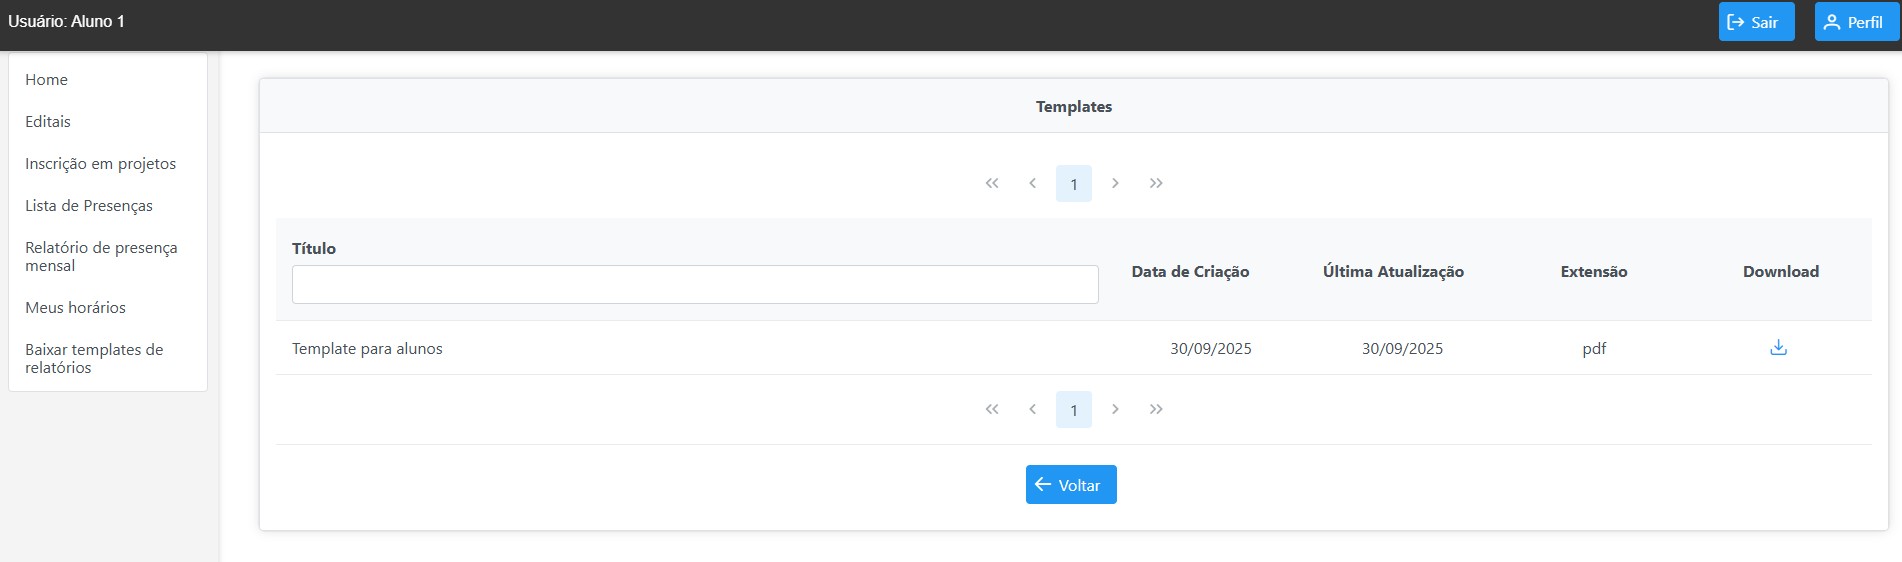 Usuário: Aluno 1
Sair
Perfil
Home
Editais
Inscrição em projetos
Lista de Presenças
Relatório de presença
mensal
Meus horários
Baixar templates de
relatórios
Templates
1
Título
Data de Criação
Última Atualização
Extensão
Download
Template para alunos
30/09/2025
30/09/2025
pdf
1
Voltar